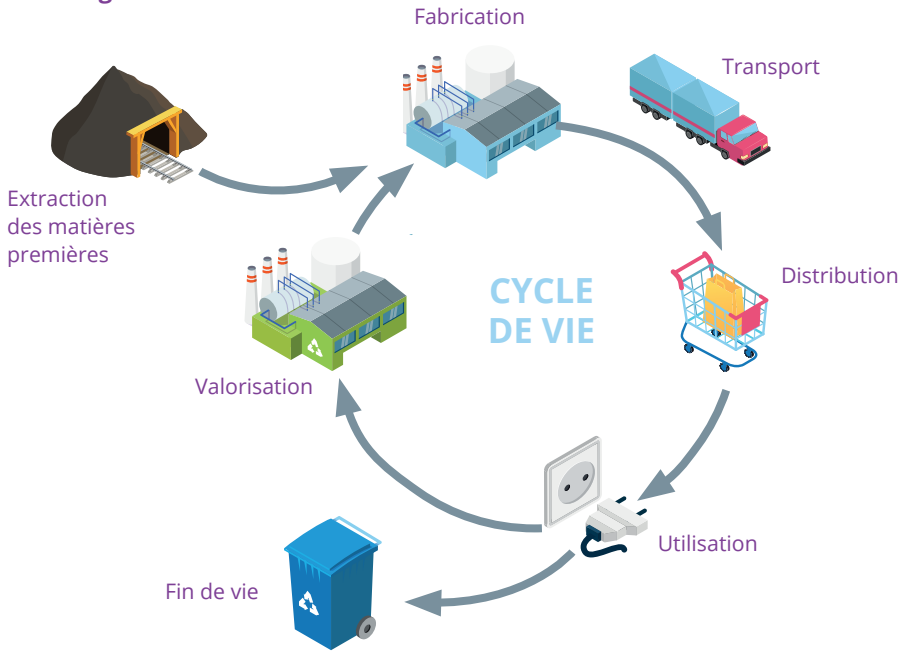 Fabrication
Transport
Extraction
des matières
premières
Distribution
CYCLE
DE VIE
Valorisation
Utilisation
Fin de vie